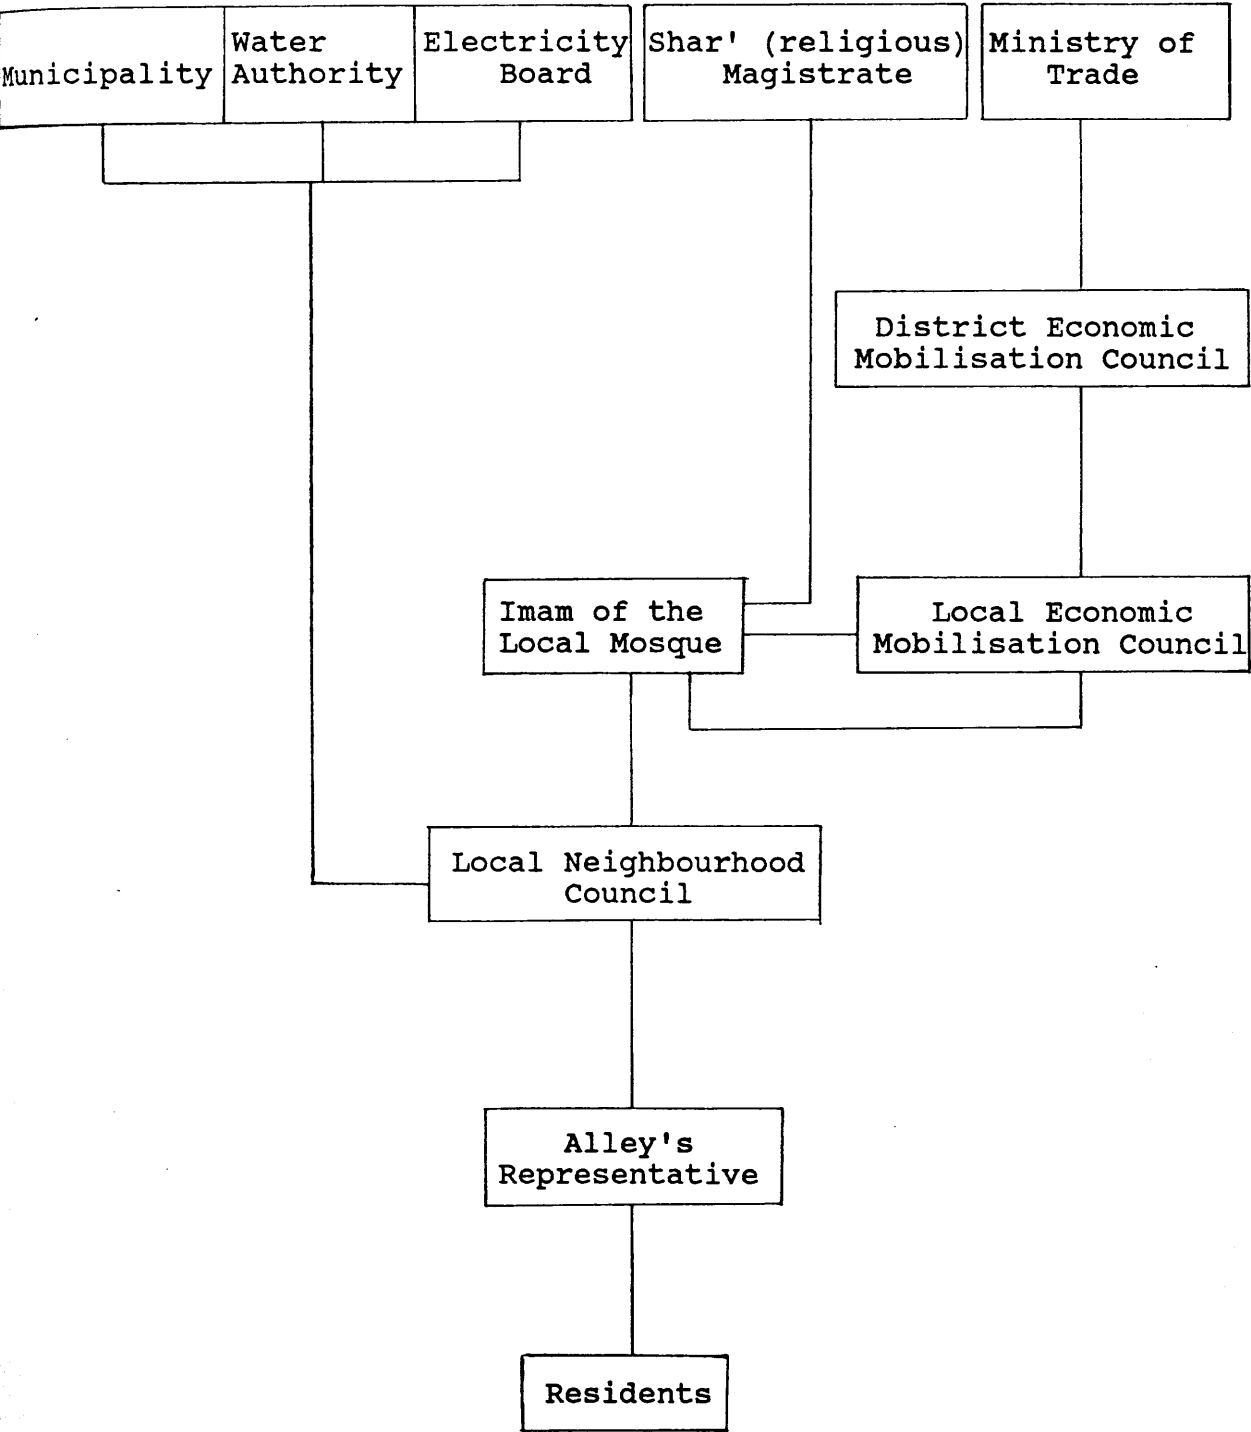 Municipality
Water
Authority
Electricity
Board
Shar' (religious)
Magistrate
Ministry of
Trade
District Economic
Mobilisation Council
Imam of the
Local Mosque
Local Economic
Mobilisation Council
Local Neighbourhood
Council
Alley's
Representative
Residents